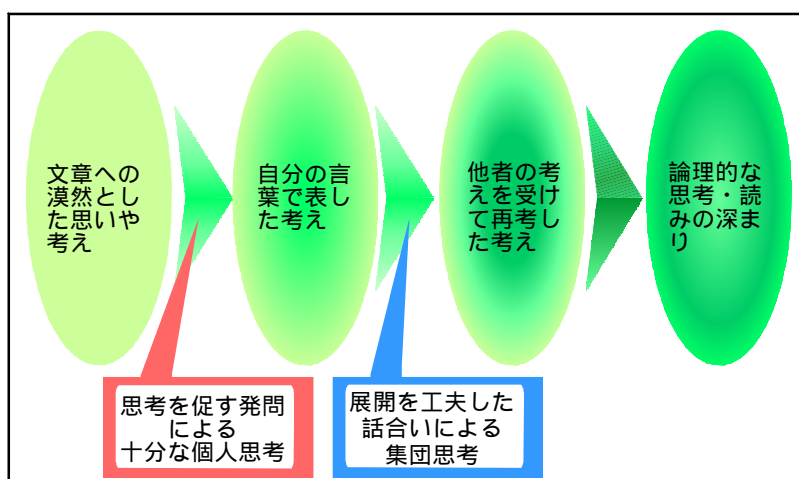 文章への
漠然とし
た思いや
考え
自分の言
葉で表し
た考え
他者の考
えを受け
て再考し
た考え
論理的な
思考・読
みの深ま
り
思考を促す発問
による
十分な個人思考
展開を工夫した
話合いによる
集団思考